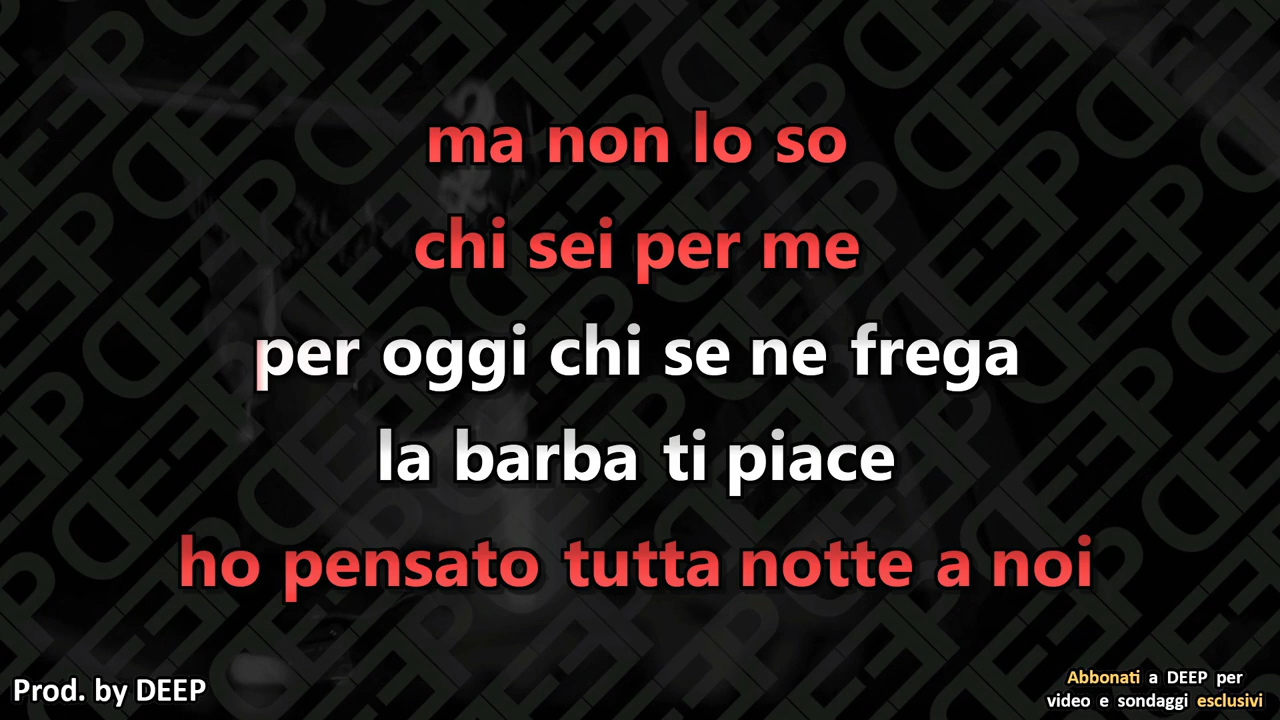 ma non lo so
chi sei per me
per oggi chi se ne frega
la barba ti piace
ho pensato tutta notte a noi
Prod. by DEEP
Abbonati a DEEP per
video e sondaggi esclusivi